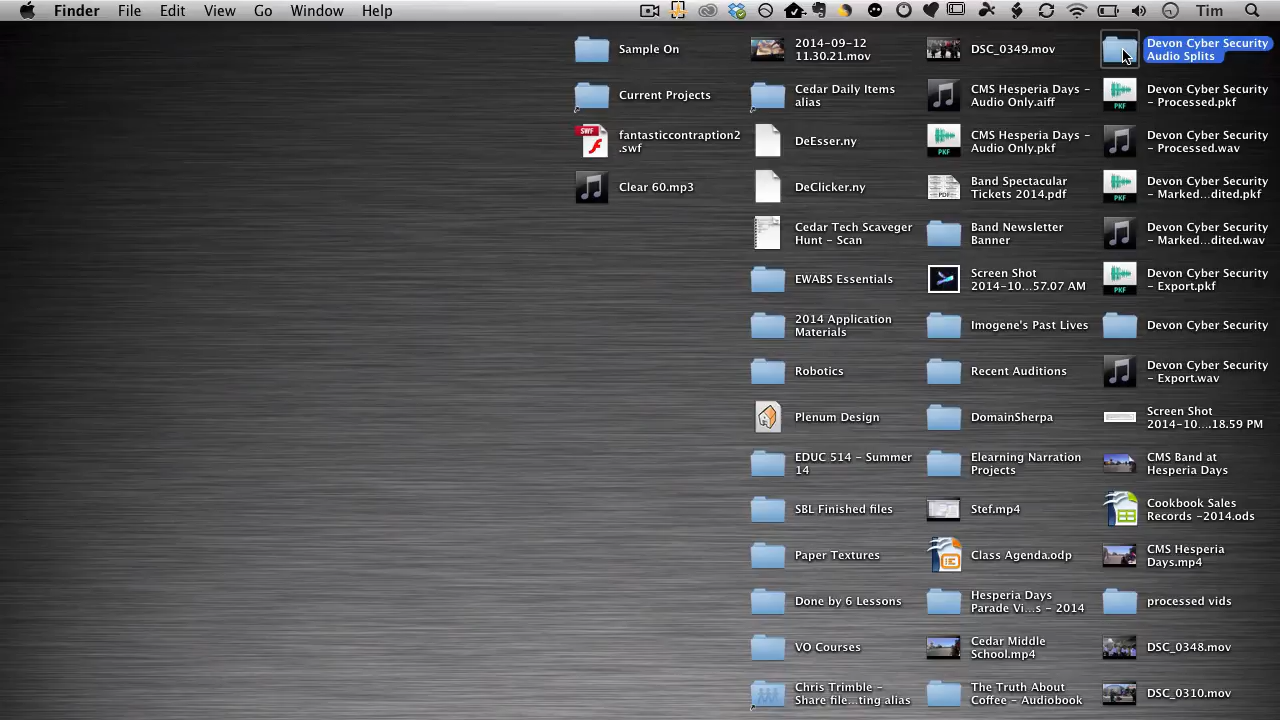 Finder File Edit View Go Window Help Tim
Sample On
Current Projects
SWF
fantasticcontraption2
.swf
Clear 60.mp3
2014-09-12
11.30.21.mov
Cedar Daily Items
alias
DeEsser.ny
DeClicker.ny
Cedar Tech Scaveger
Hunt - Scan
EWABS Essentials
2014 Application
Materials
Robotics
Plenum Design
EDUC 514 - Summer
14
SBL Finished files
Paper Textures
Done by 6 Lessons
VO Courses
Chris Trimble -
Share file...ting alias
DSC_0349.mov
CMS Hesperia Days -
Audio Only.aiff
PKF
CMS Hesperia Days -
Audio Only.pkf
PDF
Band Spectacular
Tickets 2014.pdf
Band Newsletter
Banner
Screen Shot
2014-10...57.07 AM
Imogene's Past Lives
Recent Auditions
DomainSherpa
Elearning Narration
Projects
Stef.mp4
Class Agenda.odp
Hesperia Days
Parade Vi...s - 2014
Cedar Middle
School.mp4
The Truth About
Coffee - Audiobook
Devon Cyber Security
Audio Splits
PKF
Devon Cyber Security
- Processed.pkf
Devon Cyber Security
- Processed.wav
PKF
Devon Cyber Security
- Marked...dited.pkf
Devon Cyber Security
- Marked...dited.wav
PKF
Devon Cyber Security
- Export.pkf
Devon Cyber Security
Devon Cyber Security
- Export.wav
Screen Shot
2014-10....18.59 PM
CMS Band at
Hesperia Days
Cookbook Sales
Records -2014.ods
CMS Hesperia
Days.mp4
processed vids
DSC_0348.mov
DSC_0310.mov